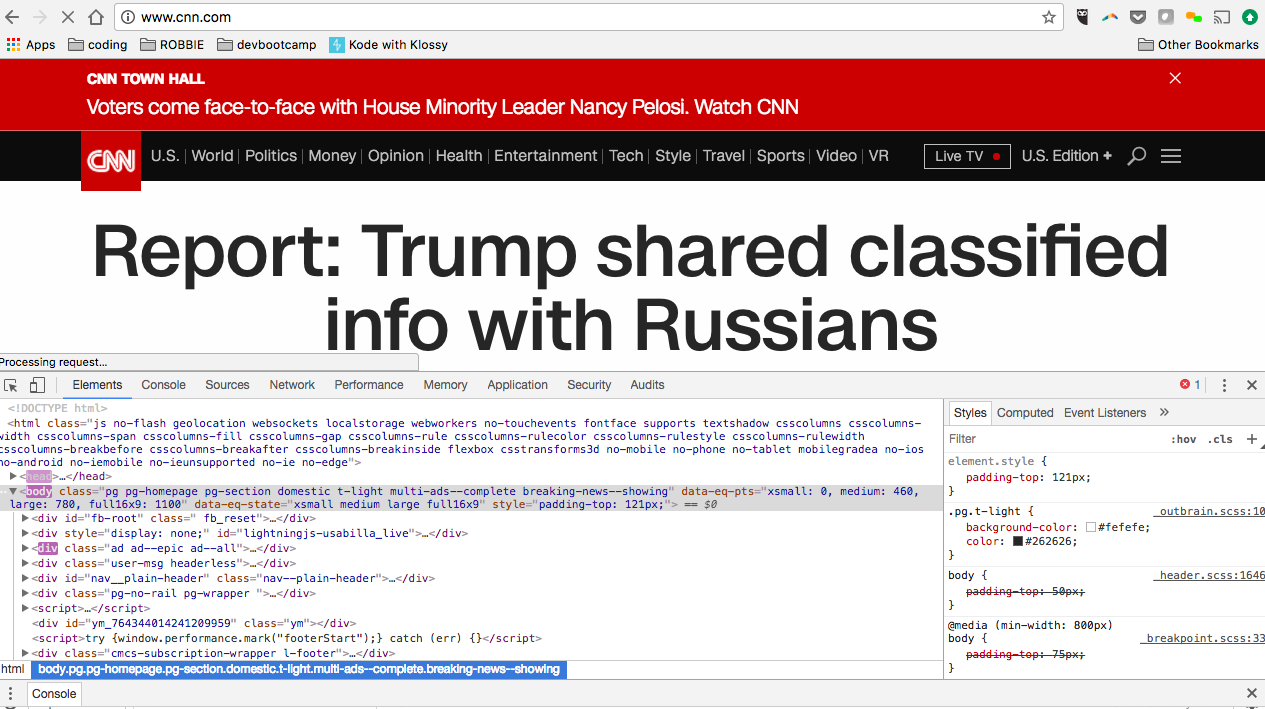 www.cnn.com
Apps coding ROBBIE devbootcamp Kode with Klossy Other Bookmarks
CNN TOWN HALL
Voters come face-to-face with House Minority Leader Nancy Pelosi. Watch CNN
CNN U.S. World Politics Money Opinion Health Entertainment Tech Style Travel Sports Video VR Live TV U.S. Edition +
Report: Trump shared classified
info with Russians
Processing request...
Elements Console Sources Network Performance Memory Application Security Audits 1
<!DOCTYPE html>
<html class="js no-flash geolocation websockets localstorage webworkers no-touchevents fontface supports textshadow csscolumns csscolumns-
width csscolumns-span csscolumns-fill csscolumns-gap csscolumns-rule csscolumns-rulecolor csscolumns-rulestyle csscolumns-rulewidth
csscolumns-breakbefore csscolumns-breakafter csscolumns-breakinside flexbox csstransforms3d no-mobile no-phone no-tablet mobilegradea no-ios
no-android no-iemobile no-ieunsupported no-ie no-edge">
<head>…</head>
<body class="pg pg-homepage pg-section domestic t-light multi-ads--complete breaking-news--showing" data-eq-pts="xsmall: 0, medium: 460,
large: 780, full16x9: 1100" data-eq-state="xsmall medium large full16x9" style="padding-top: 121px;"> == $0
<div id="fb-root" class=" fb_reset">…</div>
<div style="display: none;" id="lightningjs-usabilla_live">…</div>
<div class="ad ad--epic ad--all">…</div>
<div class="user-msg headerless">…</div>
<div id="nav__plain-header" class="nav--plain-header">…</div>
<div class="pg-no-rail pg-wrapper ">…</div>
<script>…</script>
<div id="ym_764344014241209959" class="ym"></div>
<script>try {window.performance.mark("footerStart");} catch (err) {}</script>
<div class="cmcs-subscription-wrapper l-footer">…</div>
html body.pg.pg-homepage.pg-section.domestic.t-light.multi-ads--complete.breaking-news--showing
Styles Computed Event Listeners »
Filter :hov .cls +
element.style {
padding-top: 121px;
}
.pg.t-light { _outbrain.scss:10
background-color: #fefefe;
color: #262626;
}
body { _header.scss:1646
padding-top: 50px;
}
@media (min-width: 800px)
body { _breakpoint.scss:33
padding-top: 75px;
}
Console